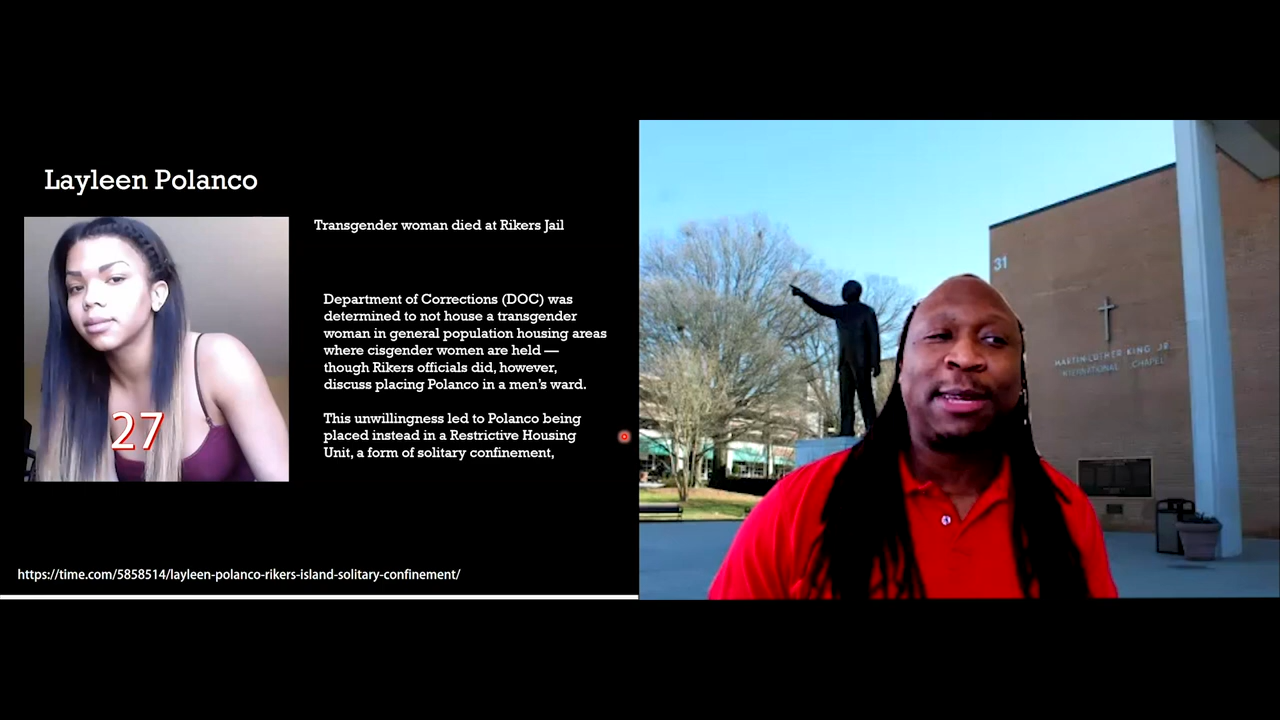 Layleen Polanco
Transgender woman died at Rikers Jail
27
Department of Corrections (DOC) was
determined to not house a transgender
woman in general population housing areas
where cisgender women are held —
though Rikers officials did, however,
discuss placing Polanco in a men's ward.
This unwillingness led to Polanco being
placed instead in a Restrictive Housing
Unit, a form of solitary confinement,
https://time.com/5858514/layleen-polanco-rikers-island-solitary-confinement/
31
MARTIN LUTHER KING JR.
INTERNATIONAL CHAPEL